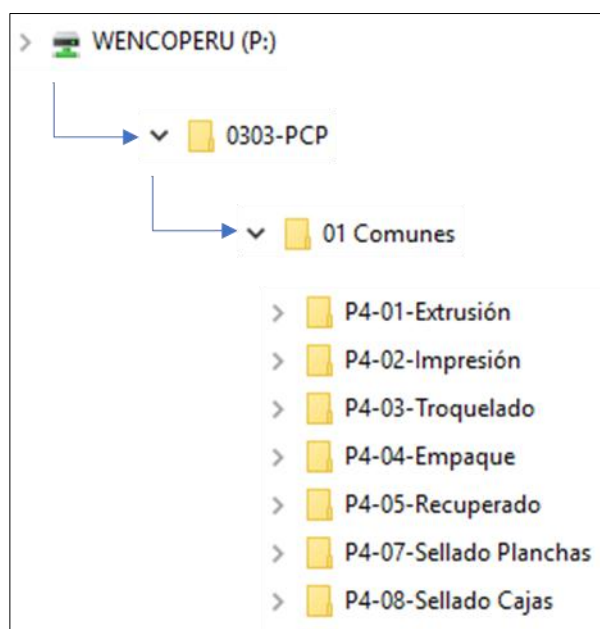 WENCOPERU (P:)
0303-PCP
01 Comunes
P4-01-Extrusión
P4-02-Impresión
P4-03-Troquelado
P4-04-Empaque
P4-05-Recuperado
P4-07-Sellado Planchas
P4-08-Sellado Cajas